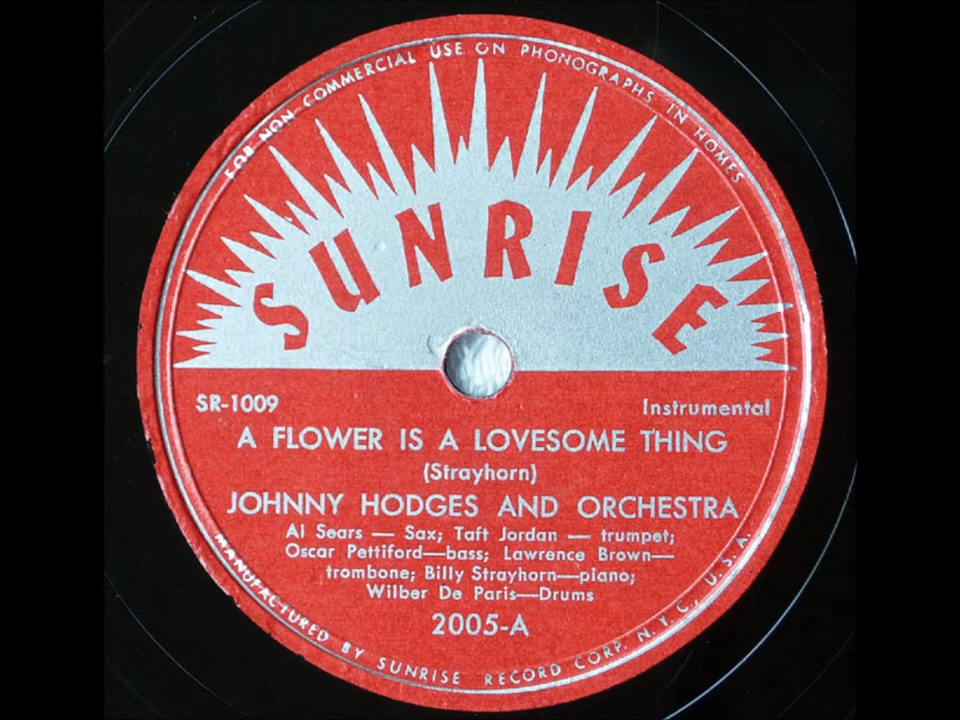 FOR NON-COMMERCIAL USE ON PHONOGRAPHS IN HOMES
SUNRISE
SR-1009
Instrumental
A FLOWER IS A LOVESOME THING
(Strayhorn)
JOHNNY HODGES AND ORCHESTRA
Al Sears — Sax; Taft Jordan — trumpet;
Oscar Pettiford—bass; Lawrence Brown—
trombone; Billy Strayhorn—piano;
Wilber De Paris—Drums
2005-A
MANUFACTURED BY SUNRISE RECORD CORP. N.Y.C., U.S.A.